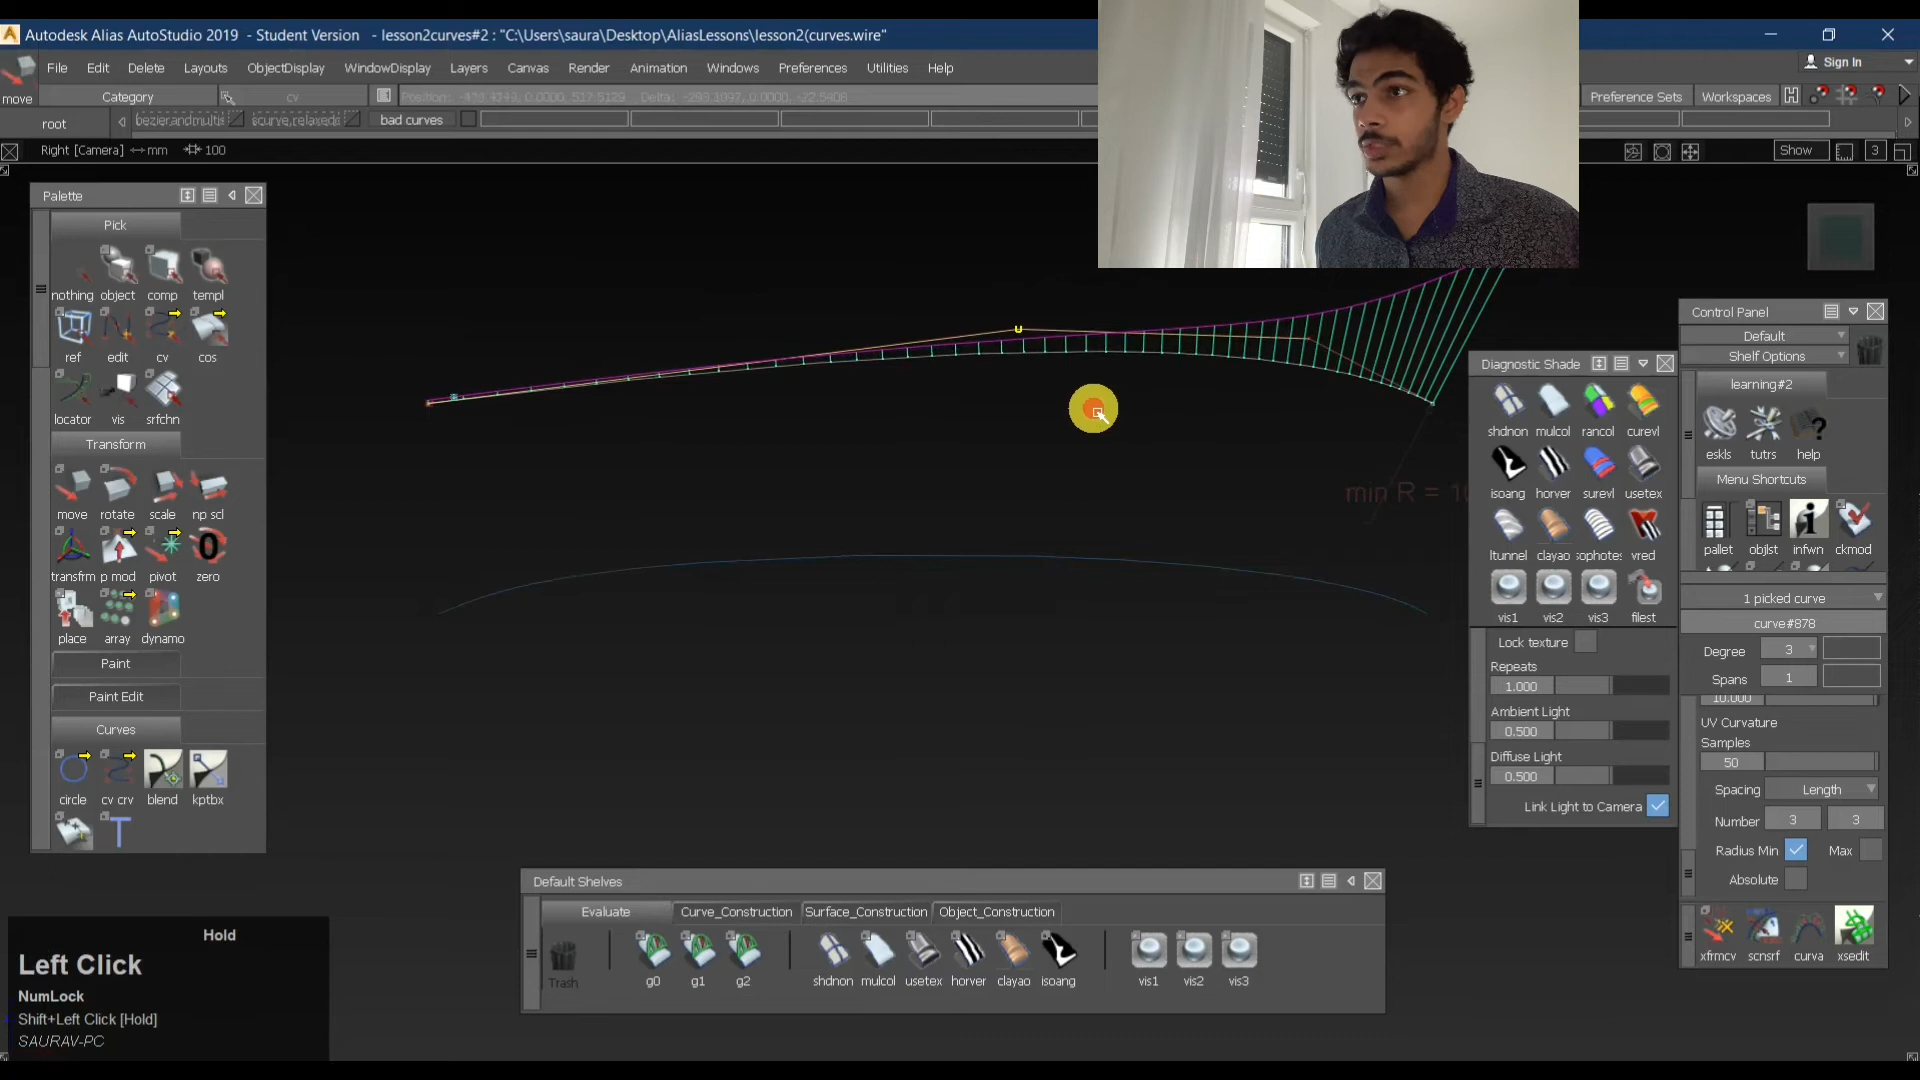 Autodesk Alias AutoStudio 2019 - Student Version - lesson2curves#2 : "C:\Users\saura\Desktop\AliasLessons\lesson2(curves.wire"
File Edit Delete Layouts ObjectDisplay WindowDisplay Layers Canvas Render Animation Windows Preferences Utilities Help
Sign In
move
Category
cv
Preference Sets
Workspaces
root
bad curves
Right [Camera] mm 100
Show
3
Palette
Pick
nothing object comp templ
ref edit cv cos
locator vis srfchn
Transform
move rotate scale np scl
transfrm p mod pivot zero
place array dynamo
Paint
Paint Edit
Curves
circle cv crv blend kptbx
U
min R = 10
Diagnostic Shade
shdnon mulcol rancol curevl
isoang horver surevl usetex
ltunnel clayao sophotes vred
vis1 vis2 vis3 filest
Lock texture
Repeats
1.000
Ambient Light
0.500
Diffuse Light
0.500
Link Light to Camera
Control Panel
Default
Shelf Options
learning#2
eskls tutrs help
Menu Shortcuts
pallet objlst infwn ckmod
1 picked curve
curve#878
Degree 3
Spans 1
10.000
UV Curvature
Samples
50
Spacing Length
Number 3 3
Radius Min Max
Absolute
xfrmcv scnsrf curva xsedit
Default Shelves
Evaluate Curve_Construction Surface_Construction Object_Construction
Trash
g0 g1 g2 shdnon mulcol usetex horver clayao isoang vis1 vis2 vis3
Hold
Left Click
NumLock
Shift+Left Click [Hold]
SAURAV-PC